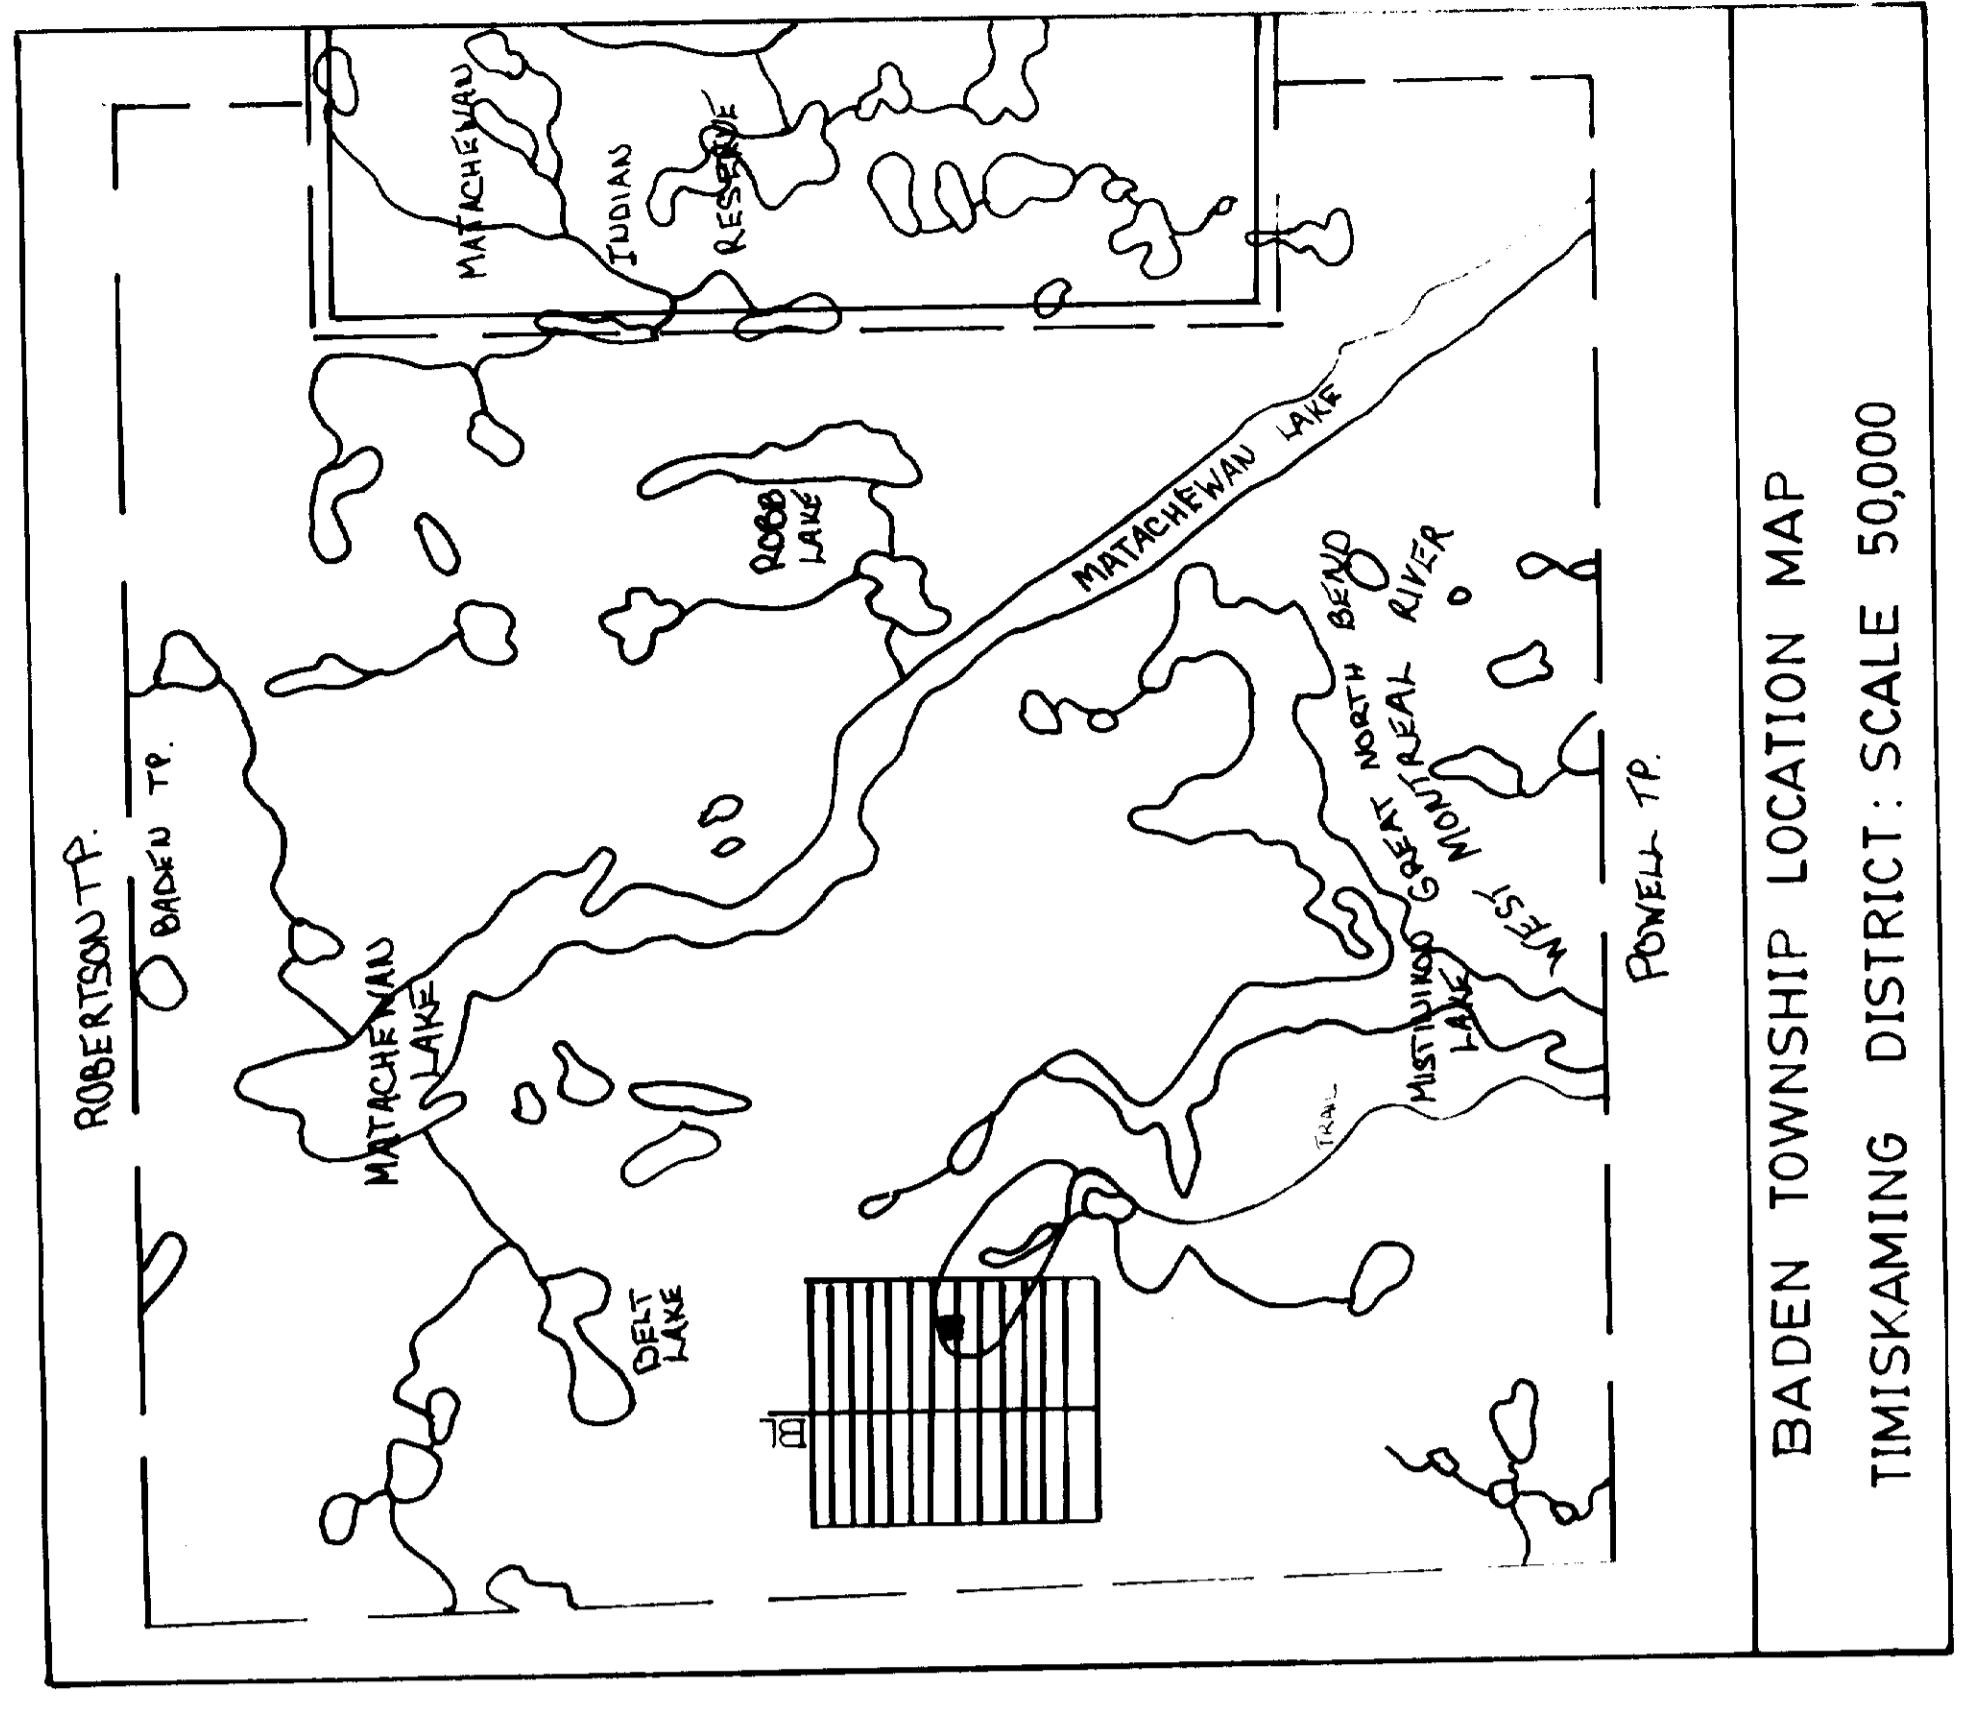 ROBERTSON TP.
BADEN TP.
MATACHEWAN
LAKE
MATACHEWAN
INDIAN
RESERVE
ROBB
LAKE
MATACHEWAN LAKE
BELT
LAKE
BL
GREAT NORTH BEND
WEST MONTREAL RIVER
MISTINIKON
LAKE
TRAIL
POWELL TP.
BADEN TOWNSHIP LOCATION MAP
TIMISKAMING DISTRICT: SCALE 50,000